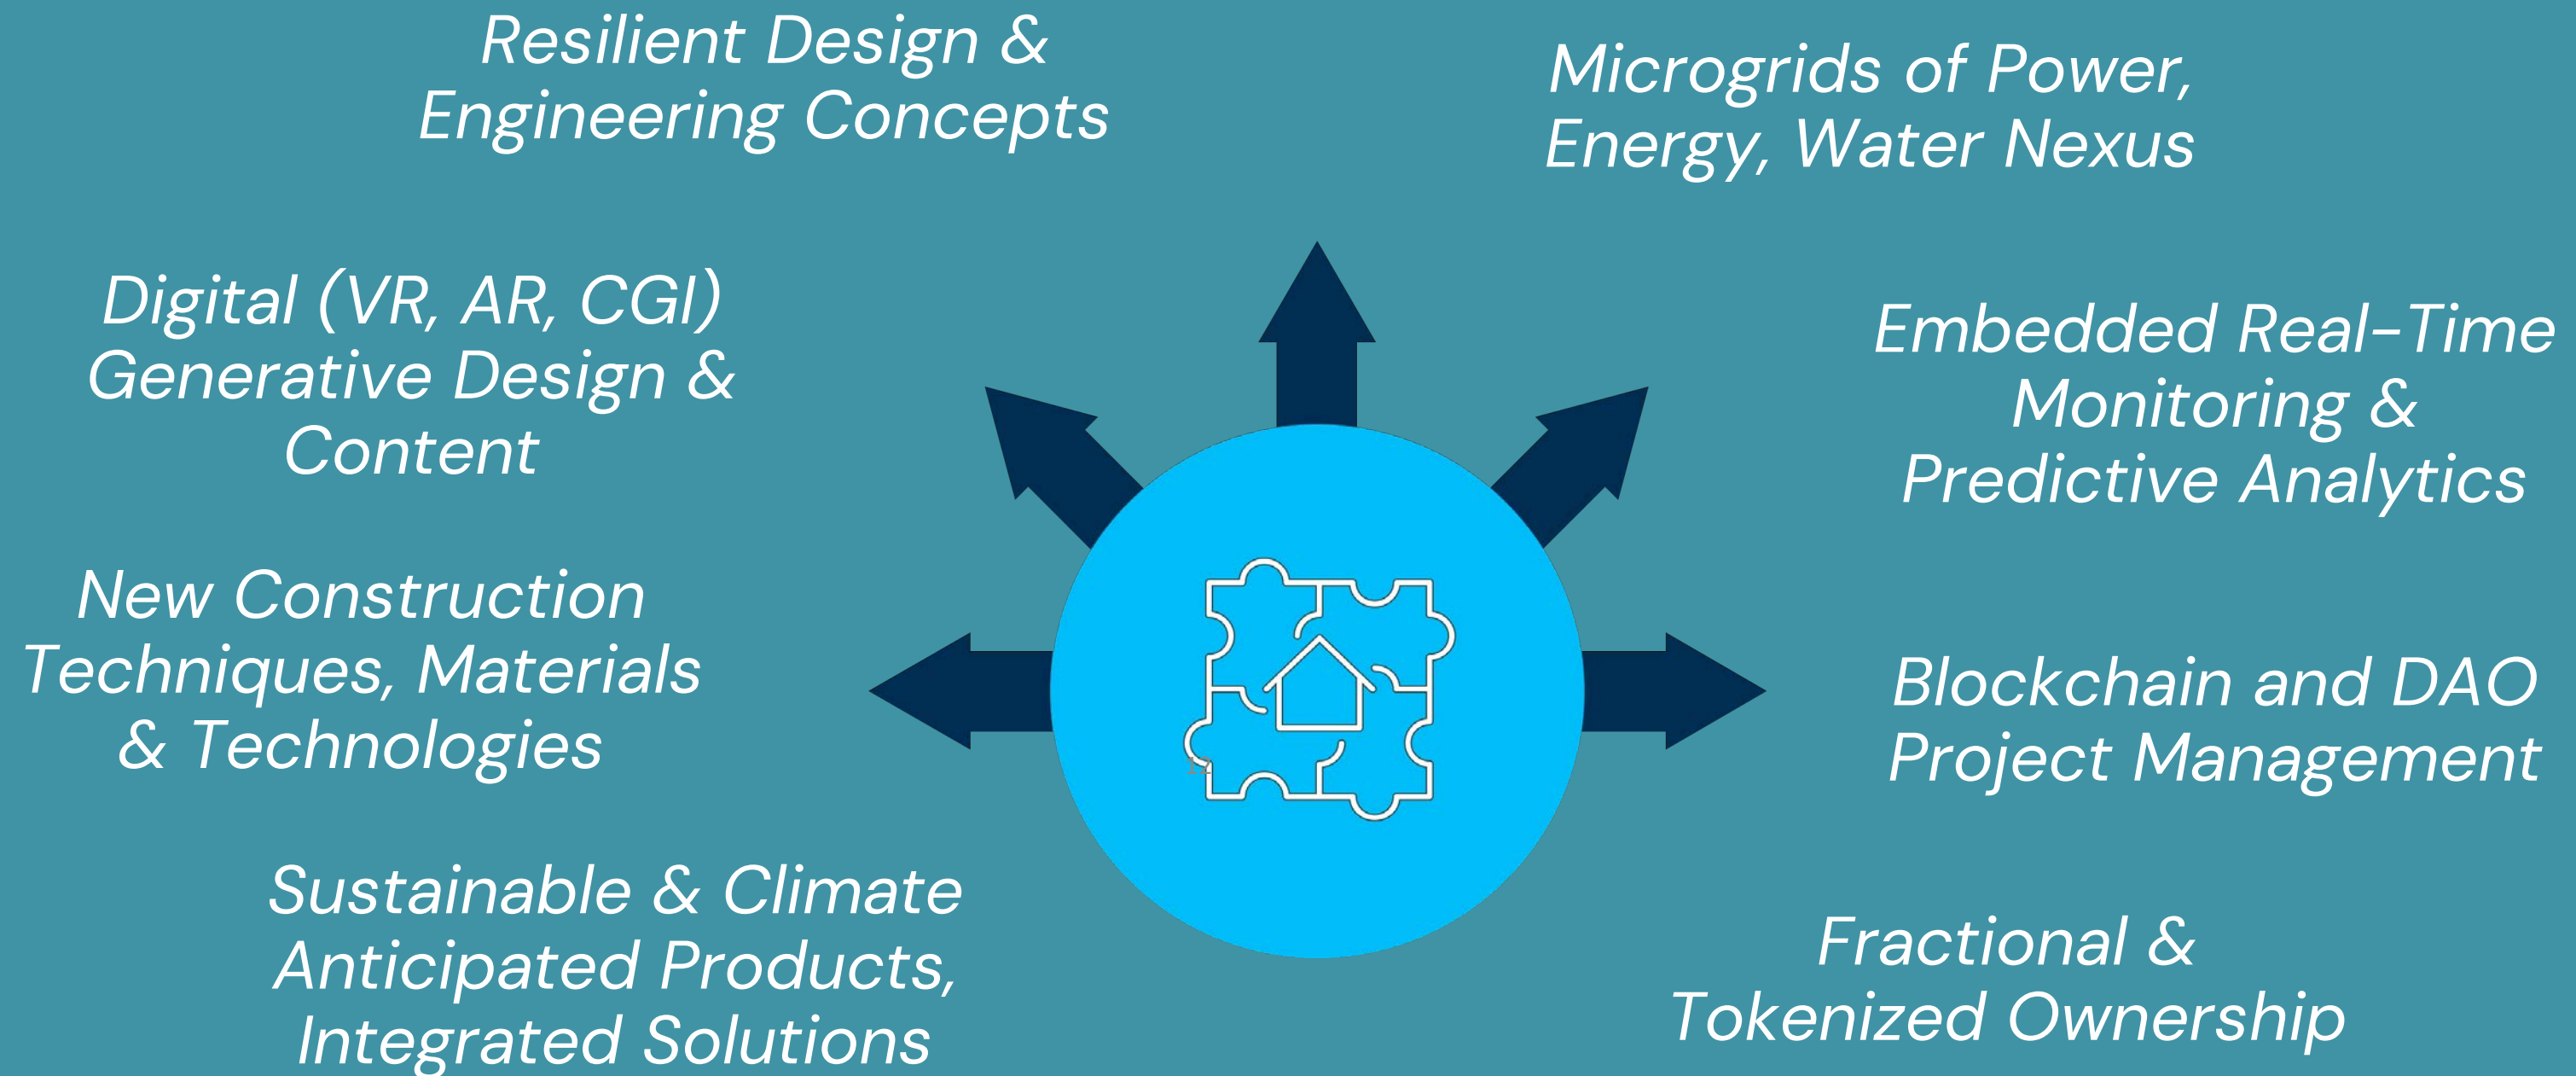 Resilient Design &
Engineering Concepts
Microgrids of Power,
Energy, Water Nexus
Digital (VR, AR, CGI)
Generative Design &
Content
Embedded Real-Time
Monitoring &
Predictive Analytics
New Construction
Techniques, Materials
& Technologies
Blockchain and DAO
Project Management
Sustainable & Climate
Anticipated Products,
Integrated Solutions
Fractional &
Tokenized Ownership
12